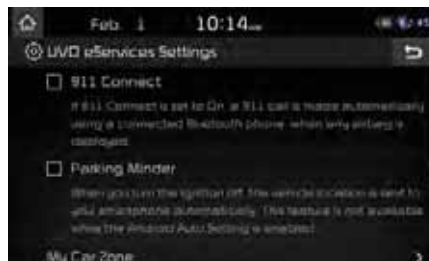 Feb. 1 10:14
UVO eServices Settings
911 Connect
If 911 Connect is set to On, a 911 call is made automatically
using a connected Bluetooth phone when any airbag is
deployed.
Parking Minder
When you turn the ignition off, the vehicle location is sent to
your smartphone automatically. This feature is not available
while the Android Auto Setting is enabled.
My Car Zone